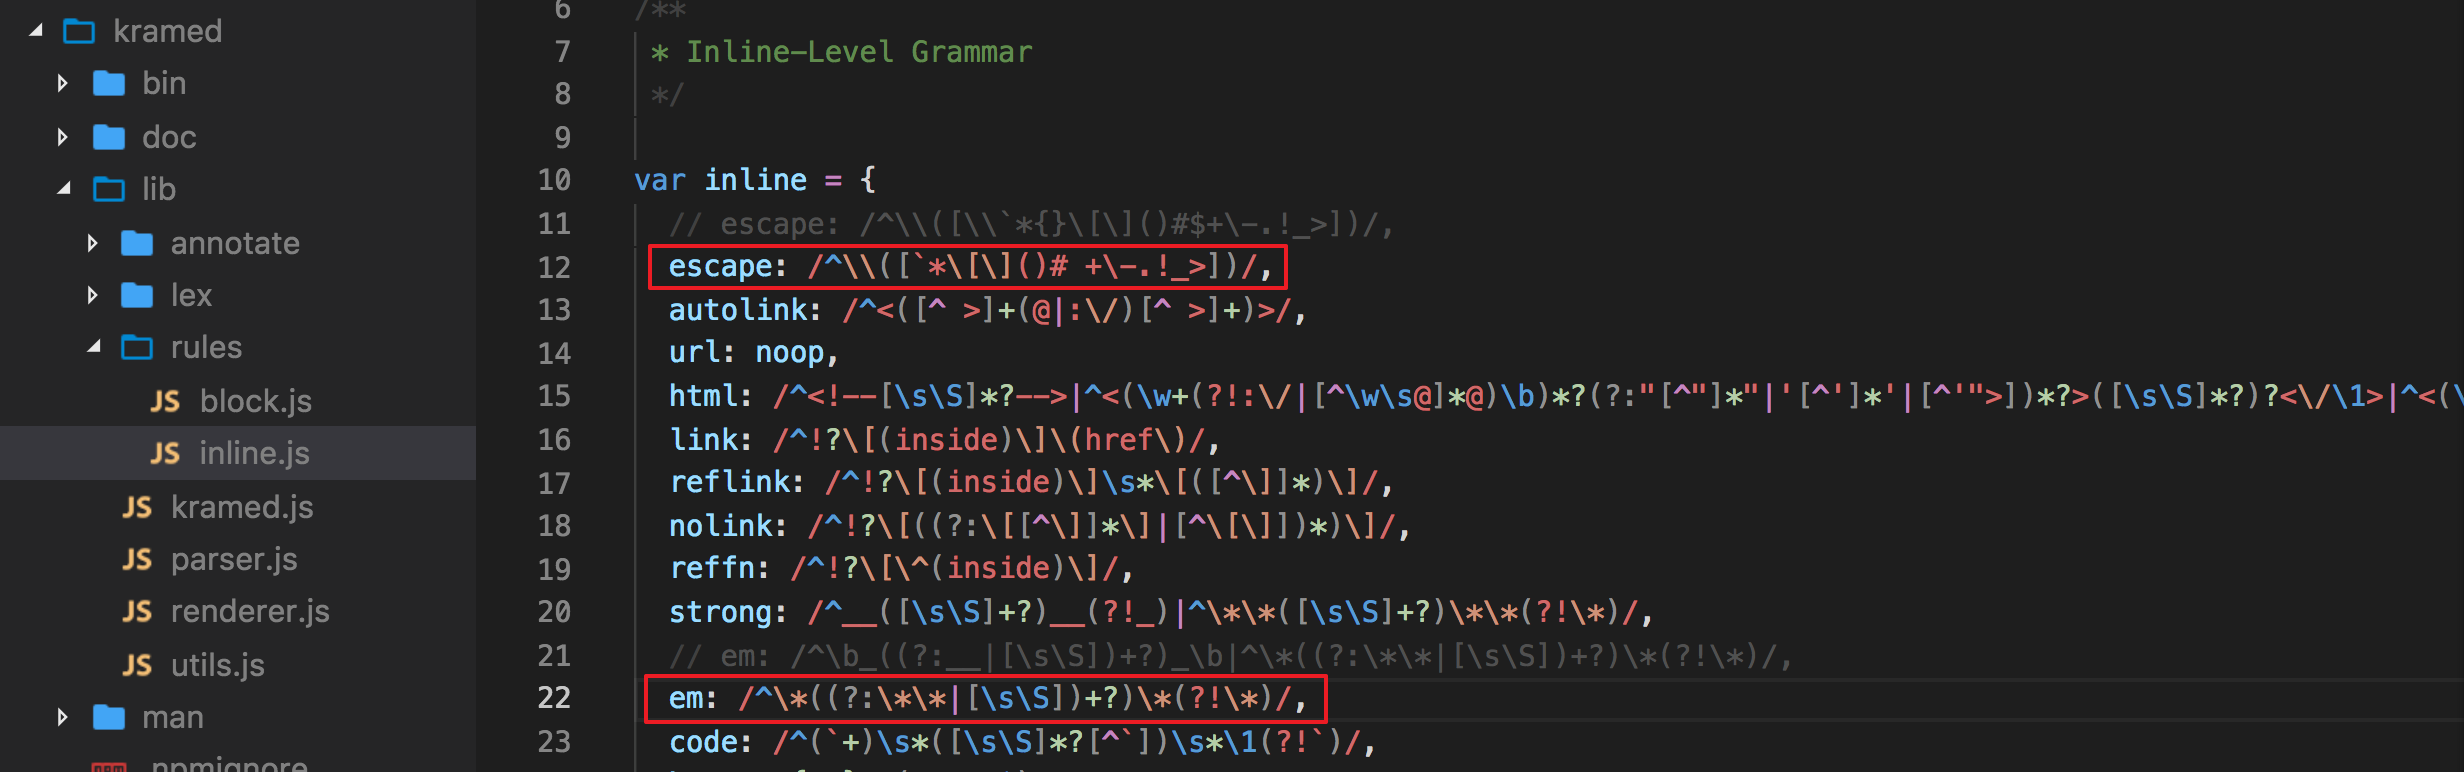 kramed
bin
doc
lib
annotate
lex
rules
JS block.js
JS inline.js
JS kramed.js
JS parser.js
JS renderer.js
JS utils.js
man
npm .npmignore
6 /**
7 * Inline-Level Grammar
8 */
9
10 var inline = {
11 // escape: /^\\([\\`*{}\[\]()#$+\-.!_>])/,
12 escape: /^\\([`*\[\]()# +\-.!_>])/,
13 autolink: /^<([^ >]+(@|:\/)[^ >]+)>/,
14 url: noop,
15 html: /^<!--[\s\S]*?-->|^<(\w+(?!:\/|[^\w\s@]*@)\b)*?(?:"[^"]*"|'[^']*'|[^'">])*?>([\s\S]*?)?<\/\1>|^<(\
16 link: /^!?\[(inside)\]\(href\)/,
17 reflink: /^!?\[(inside)\]\s*\[([^\]]*)\]/,
18 nolink: /^!?\[((?:\[[^\]]*\]|[^\[\]])*)\]/,
19 reffn: /^!?\[\^(inside)\]/,
20 strong: /^__([\s\S]+?)__(?!_)|^\*\*([\s\S]+?)\*\*(?!\*)/,
21 // em: /^\b_((?:__|[\s\S])+?)_\b|^\*((?:\*\*|[\s\S])+?)\*(?!\*)/,
22 em: /^\*((?:\*\*|[\s\S])+?)\*(?!\*)/,
23 code: /^(`+)\s*([\s\S]*?[^`])\s*\1(?!`)/,